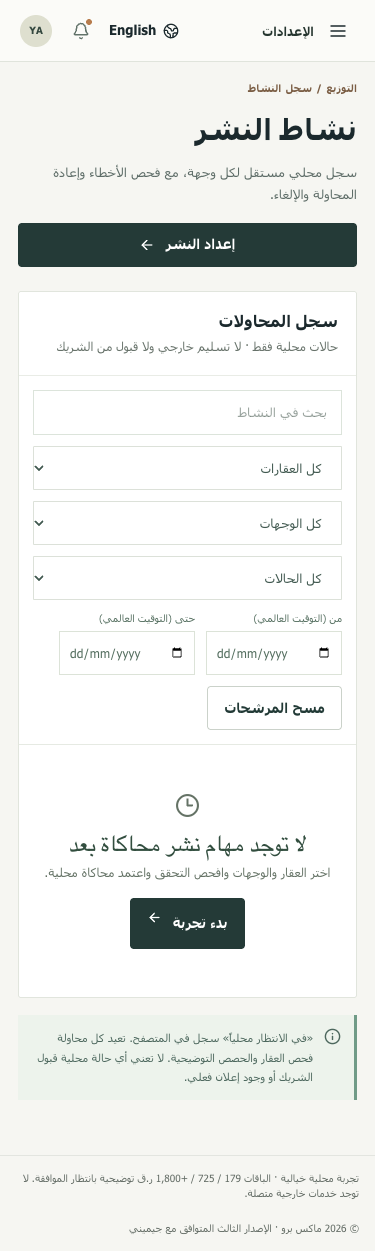 الإعدادات
English
YA
التوزيع / سجل النشاط
نشاط النشر
سجل محلي مستقل لكل وجهة، مع فحص الأخطاء وإعادة
المحاولة والإلغاء.
إعداد النشر ←
سجل المحاولات
حالات محلية فقط · لا تسليم خارجي ولا قبول من الشريك
بحث في النشاط
كل العقارات
كل الوجهات
كل الحالات
من (التوقيت العالمي)
حتى (التوقيت العالمي)
dd/mm/yyyy
dd/mm/yyyy
مسح المرشحات
لا توجد مهام نشر محاكاة بعد
اختر العقار والوجهات وافحص التحقق واعتمد محاكاة محلية.
بدء تجربة ←
«في الانتظار محلياً» سجل في المتصفح. تعيد كل محاولة
فحص العقار والحصص التوضيحية. لا تعني أي حالة محلية قبول
الشريك أو وجود إعلان فعلي.
تجربة محلية خيالية · الباقات 179 / 725 / +1,800 ر.ق توضيحية بانتظار الموافقة. لا
توجد خدمات خارجية متصلة.
© 2026 ماكس برو · الإصدار الثالث المتوافق مع جيميني